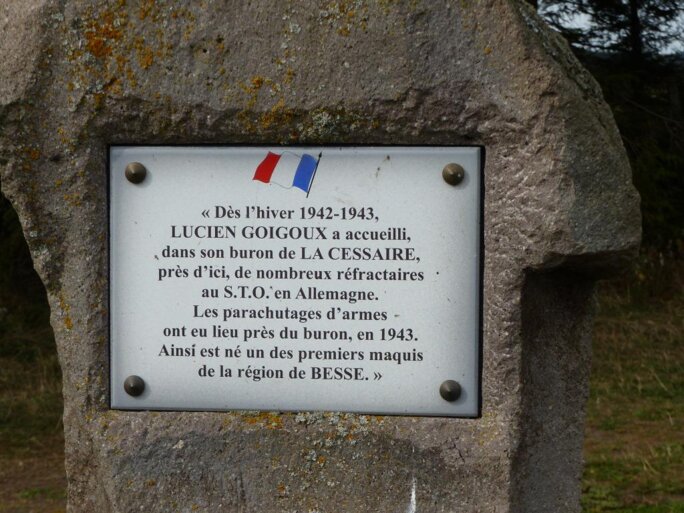 « Dès l'hiver 1942-1943,
LUCIEN GOIGOUX a accueilli,
dans son buron de LA CESSAIRE,
près d'ici, de nombreux réfractaires
au S.T.O. en Allemagne.
Les parachutages d'armes
ont eu lieu près du buron, en 1943.
Ainsi est né un des premiers maquis
de la région de BESSE. »